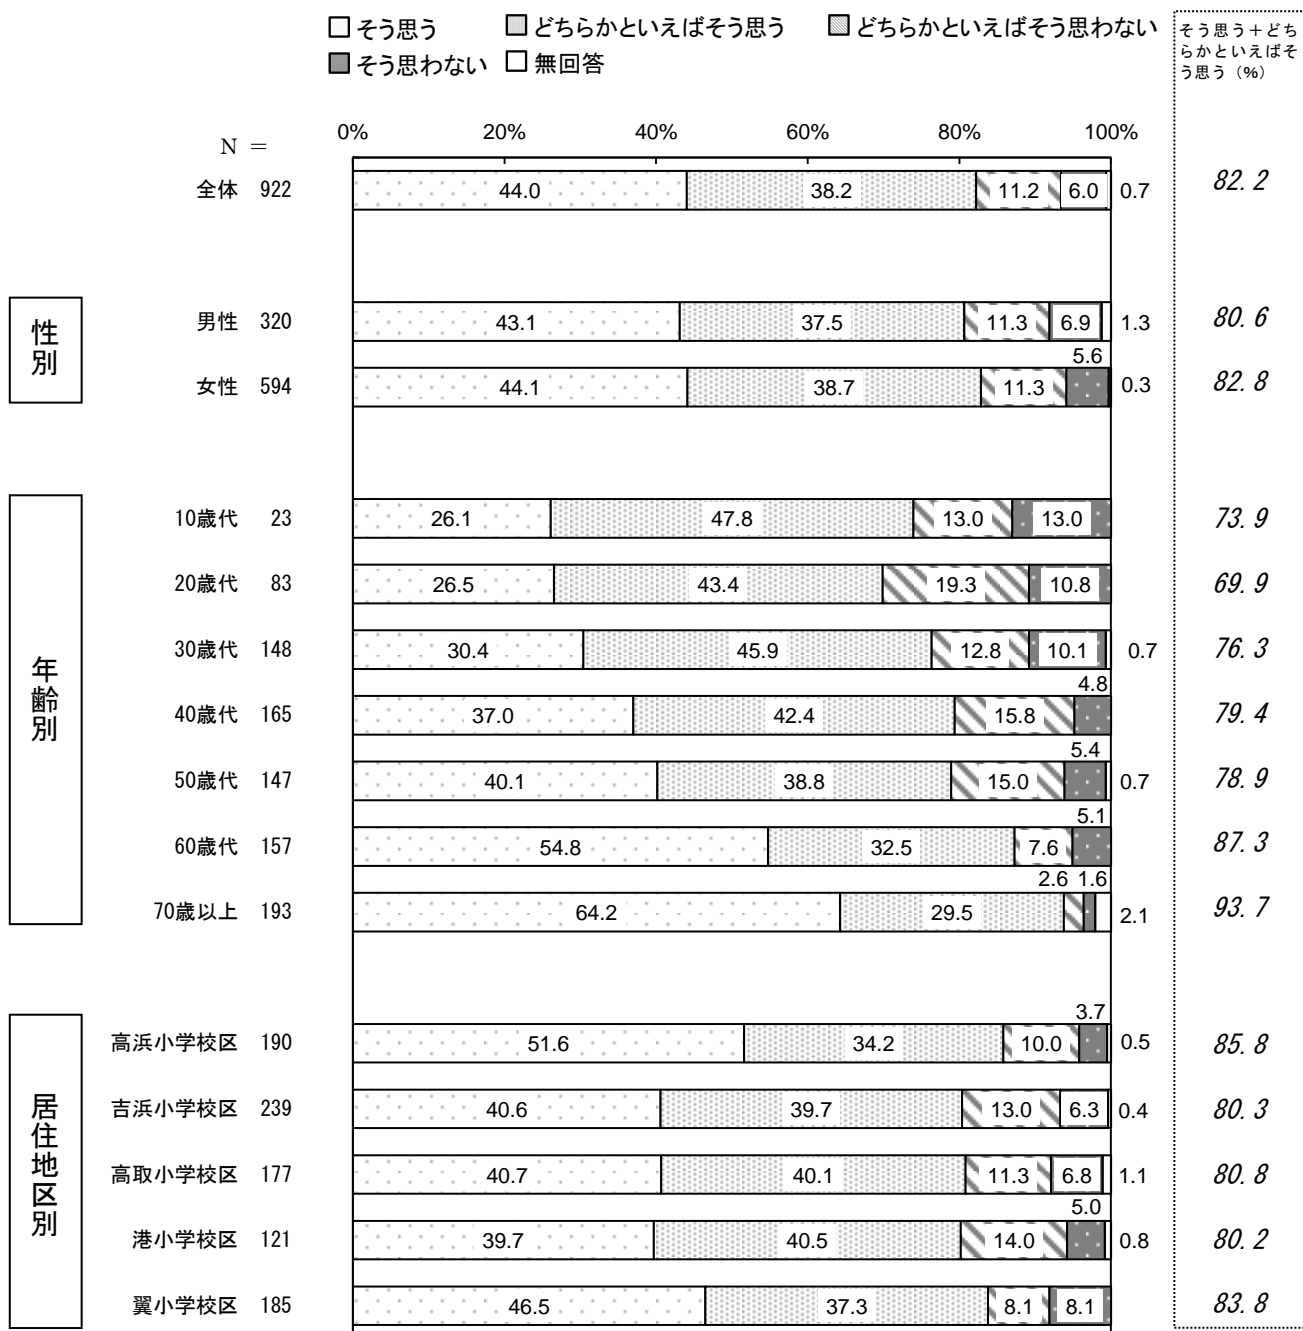 そう思う どちらかといえばそう思う どちらかといえばそう思わない
そう思わない 無回答
そう思う＋どち
らかといえばそ
う思う（%）
0% 20% 40% 60% 80% 100%
N =
全体 922 44.0 38.2 11.2 6.0 0.7 82.2
性別
男性 320 43.1 37.5 11.3 6.9 1.3 80.6
5.6
女性 594 44.1 38.7 11.3 0.3 82.8
年齢別
10歳代 23 26.1 47.8 13.0 13.0 73.9
20歳代 83 26.5 43.4 19.3 10.8 69.9
30歳代 148 30.4 45.9 12.8 10.1 0.7 76.3
4.8
40歳代 165 37.0 42.4 15.8 79.4
5.4
50歳代 147 40.1 38.8 15.0 0.7 78.9
5.1
60歳代 157 54.8 32.5 7.6 87.3
2.6 1.6
70歳以上 193 64.2 29.5 2.1 93.7
居住地区別
3.7
高浜小学校区 190 51.6 34.2 10.0 0.5 85.8
吉浜小学校区 239 40.6 39.7 13.0 6.3 0.4 80.3
高取小学校区 177 40.7 40.1 11.3 6.8 1.1 80.8
5.0
港小学校区 121 39.7 40.5 14.0 0.8 80.2
翼小学校区 185 46.5 37.3 8.1 8.1 83.8